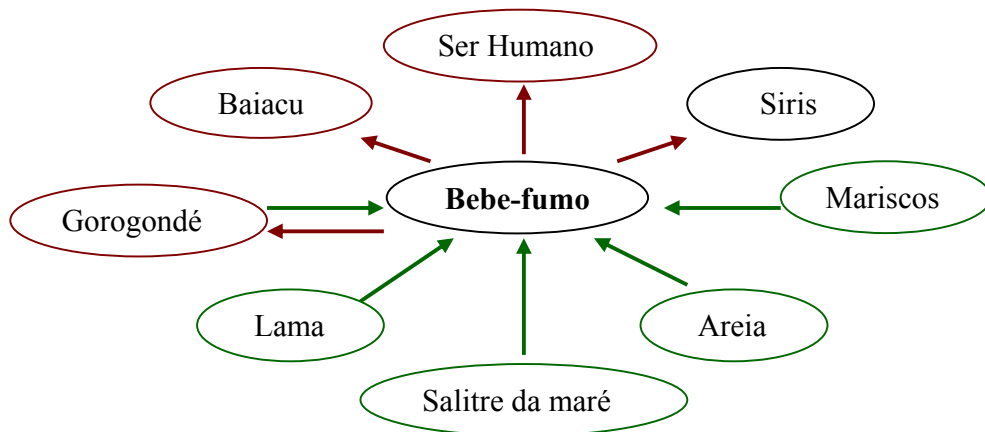 Ser Humano
Baiacu
Siris
Bebe-fumo
Mariscos
Gorogondé
Lama
Areia
Salitre da maré